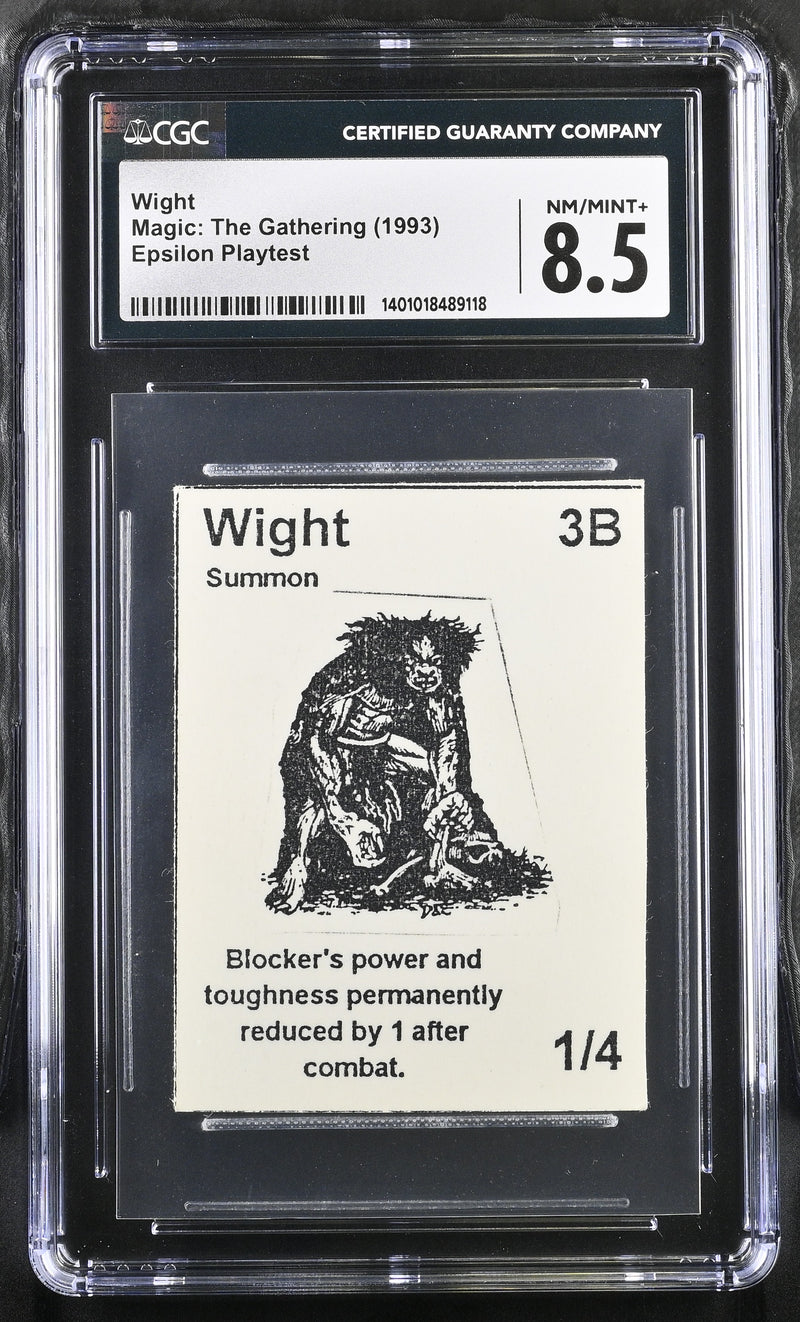 CGC
CERTIFIED GUARANTY COMPANY
Wight
Magic: The Gathering (1993)
Epsilon Playtest
NM/MINT+
8.5
1401018489118
Wight 3B
Summon
Blocker's power and
toughness permanently
reduced by 1 after
combat.
1/4